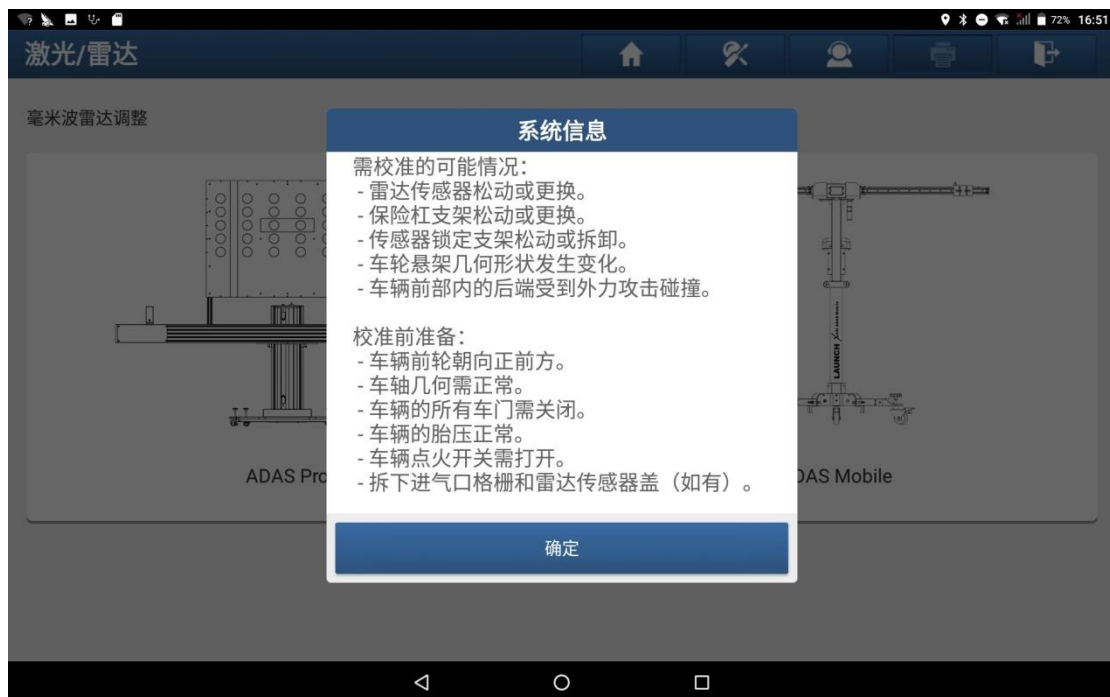 72% 16:51
激光/雷达
毫米波雷达调整
系统信息
需校准的可能情况：
- 雷达传感器松动或更换。
- 保险杠支架松动或更换。
- 传感器锁定支架松动或拆卸。
- 车轮悬架几何形状发生变化。
- 车辆前部内的后端受到外力攻击碰撞。
校准前准备：
- 车辆前轮朝向正前方。
- 车轴几何需正常。
- 车辆的所有车门需关闭。
- 车辆的胎压正常。
- 车辆点火开关需打开。
- 拆下进气口格栅和雷达传感器盖（如有）。
确定
ADAS Pro
DAS Mobile
LAUNCH